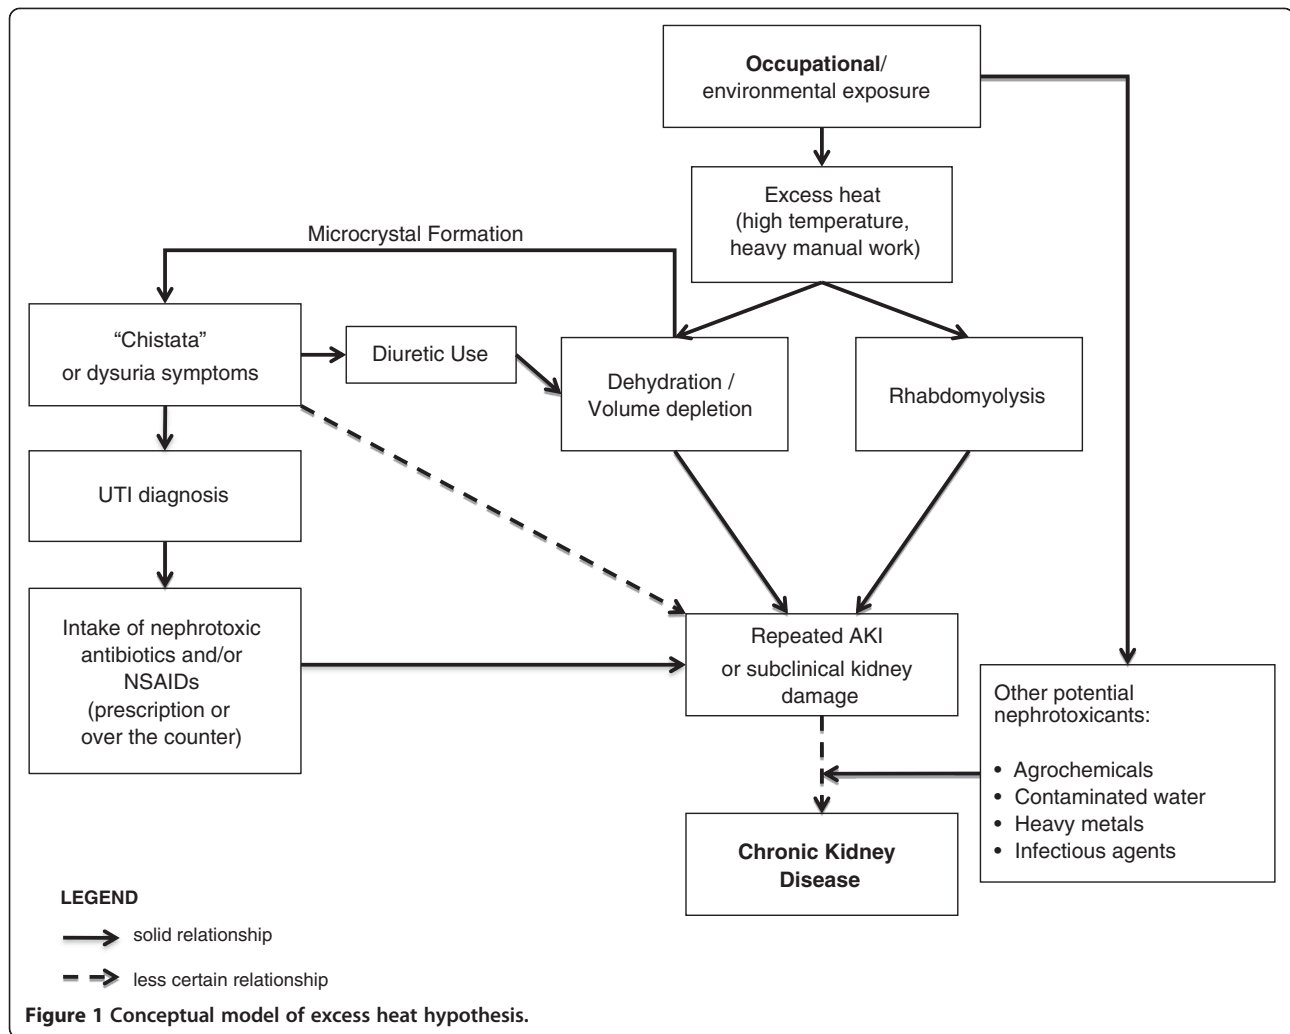 Occupational/
environmental exposure
Excess heat
(high temperature,
heavy manual work)
Microcrystal Formation
“Chistata”
or dysuria symptoms
Diuretic Use
Dehydration /
Volume depletion
Rhabdomyolysis
UTI diagnosis
Intake of nephrotoxic
antibiotics and/or
NSAIDs
(prescription or
over the counter)
Repeated AKI
or subclinical kidney
damage
Other potential
nephrotoxicants:
• Agrochemicals
• Contaminated water
• Heavy metals
• Infectious agents
Chronic Kidney
Disease
LEGEND
solid relationship
less certain relationship
Figure 1 Conceptual model of excess heat hypothesis.